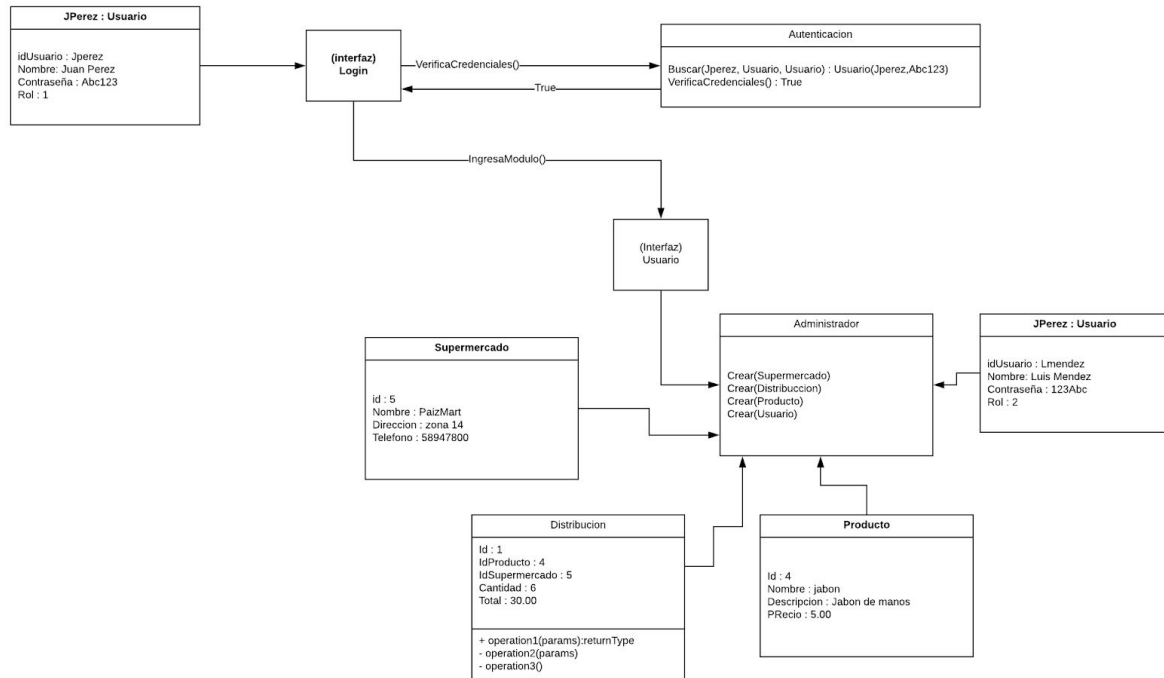 JPerez : Usuario
idUsuario : Jperez
Nombre: Juan Perez
Contraseña : Abc123
Rol : 1
(interfaz)
Login
VerificaCredenciales()
True
Autenticacion
Buscar(Jperez, Usuario, Usuario) : Usuario(Jperez,Abc123)
VerificaCredenciales() : True
IngresaModulo()
(Interfaz)
Usuario
Administrador
Crear(Supermercado)
Crear(Distribuccion)
Crear(Producto)
Crear(Usuario)
JPerez : Usuario
idUsuario : Lmendez
Nombre: Luis Mendez
Contraseña : 123Abc
Rol : 2
Supermercado
id : 5
Nombre : PaizMart
Direccion : zona 14
Telefono : 58947800
Distribucion
Id : 1
IdProducto : 4
IdSupermercado : 5
Cantidad : 6
Total : 30.00
+ operation1(params):returnType
- operation2(params)
- operation3()
Producto
Id : 4
Nombre : jabon
Descripcion : Jabon de manos
PRecio : 5.00